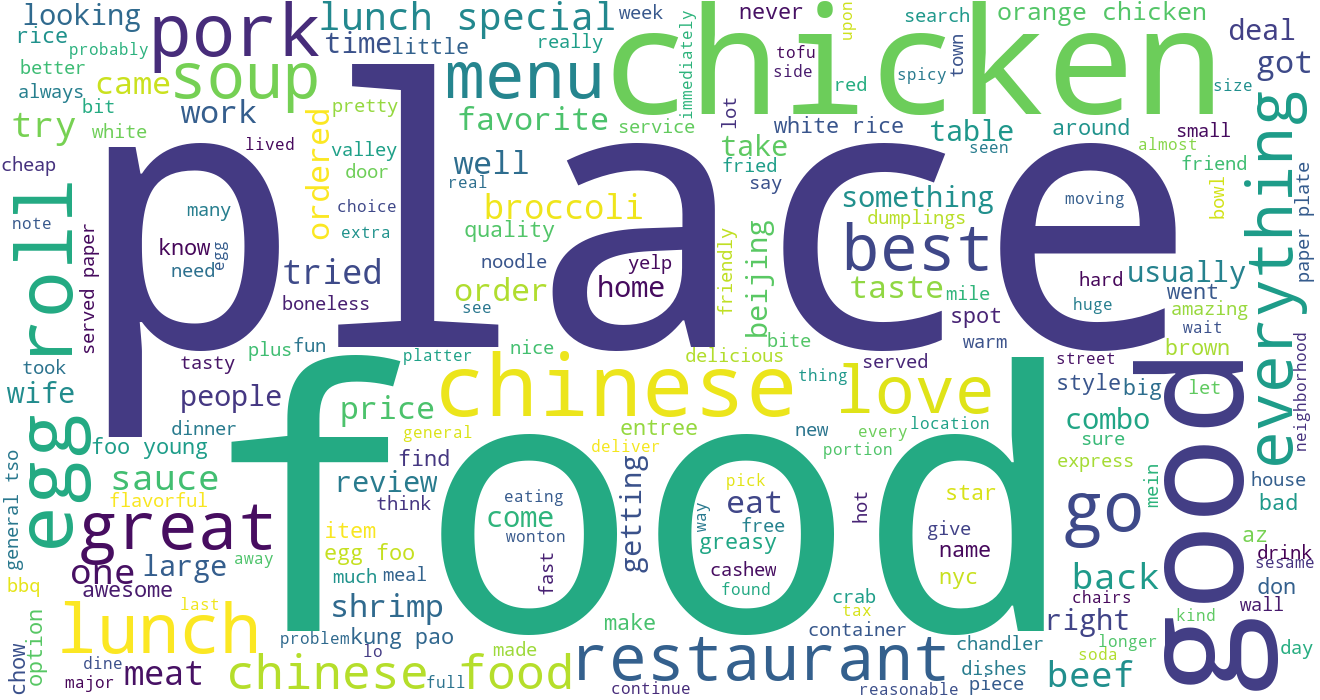 looking
pork
lunch special
week
never
upon
search
orange chicken
deal
rice
probably
time
little
really
immediately
chicken
tofu
side
town
got
better
came
soup
menu
red
spicy
size
always
bit
work
pretty
favorite
service
lot
white rice
table
around
small
try
white
lived
ordered
valley
well
take
fried
seen
almost
friend
cheap
door
real
say
everything
roll
place
many
choice
broccoli
something
moving
bowl
note
know
egg
extra
quality
dumplings
best
paper plate
served paper
need
tried
noodle
yelp
friendly
beijing
hard
usually
boneless
order
home
taste
mile
went
see
spot
huge
amazing
tasty
plus
fun
nice
bite
warm
wait
took
platter
delicious
served
street
brown
neighborhood
wife
people
chinese
love
thing
style
big
let
good
egg
dinner
price
food
entree
new
every
location
combo
foo young
general
deliver
portion
sure
general tso
sauce
find
review
getting
express
house
flavorful
think
eating
pick
eat
hot
star
go
mein
bad
great
item
come
way
free
give
wonton
greasy
name
az
egg foo
away
drink
one
large
much
meal
fast
cashew
nyc
back
sesame
bbq
awesome
found
chairs
don
last
shrimp
crab
wall
option
lunch
tax
right
kind
problem
kung pao
make
container
chandler
longer
day
chow
dine
lo
made
restaurant
soda
major
meat
chinese food
full
continue
dishes
piece
reasonable
beef